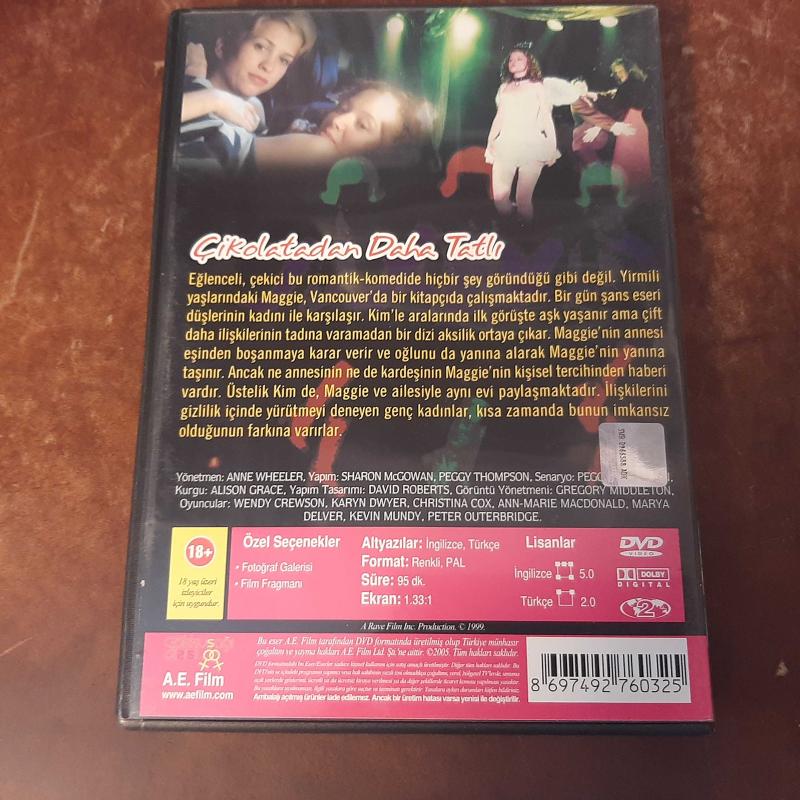 Çikolatadan Daha Tatlı
Eğlenceli, çekici bu romantik-komedide hiçbir şey göründüğü gibi değil. Yirmili
yaşlarındaki Maggie, Vancouver'da bir kitapçıda çalışmaktadır. Bir gün şans eseri
düşlerinin kadını ile karşılaşır. Kim'le aralarında ilk görüşte aşk yaşanır ama çift
daha ilişkilerinin tadına varamadan bir dizi aksilik ortaya çıkar. Maggie'nin annesi
eşinden boşanmaya karar verir ve oğlunu da yanına alarak Maggie'nin yanına
taşınır. Ancak ne annesinin ne de kardeşinin Maggie'nin kişisel tercihinden haberi
vardır. Üstelik Kim de, Maggie ve ailesiyle aynı evi paylaşmaktadır. İlişkilerini
gizlilik içinde yürütmeyi deneyen genç kadınlar, kısa zamanda bunun imkansız
olduğunun farkına varırlar.
Yönetmen: ANNE WHEELER, Yapım: SHARON McGOWAN, PEGGY THOMPSON, Senaryo:
Kurgu: ALISON GRACE, Yapım Tasarımı: DAVID ROBERTS, Görüntü Yönetmeni: GREGORY MIDDLETON,
Oyuncular: WENDY CREWSON, KARYN DWYER, CHRISTINA COX, ANN-MARIE MACDONALD, MARYA
DELVER, KEVIN MUNDY, PETER OUTERBRIDGE.
18+
18 yaş üzeri
izleyiciler
için uygundur.
Özel Seçenekler
• Fotoğraf Galerisi
• Film Fragmanı
Altyazılar: İngilizce, Türkçe
Format: Renkli, PAL
Süre: 95 dk.
Ekran: 1.33:1
Lisanlar
İngilizce 5.0
Türkçe 2.0
DVD
VIDEO
DOLBY
DIGITAL
2
A Rave Film Inc. Production. © 1999.
A.E. Film
www.aefilm.com
Bu eser A.E. Film tarafından DVD formatında üretilmiş olup Türkiye münhasır
çoğaltım ve yayma hakları A.E. Film Ltd. Şti.'ne aittir. ©2005. Tüm hakları saklıdır.
Ambalajı açılmış ürünler iade edilemez. Ancak bir üretim hatası varsa yenisi ile değiştirilir.
8 697492 760325